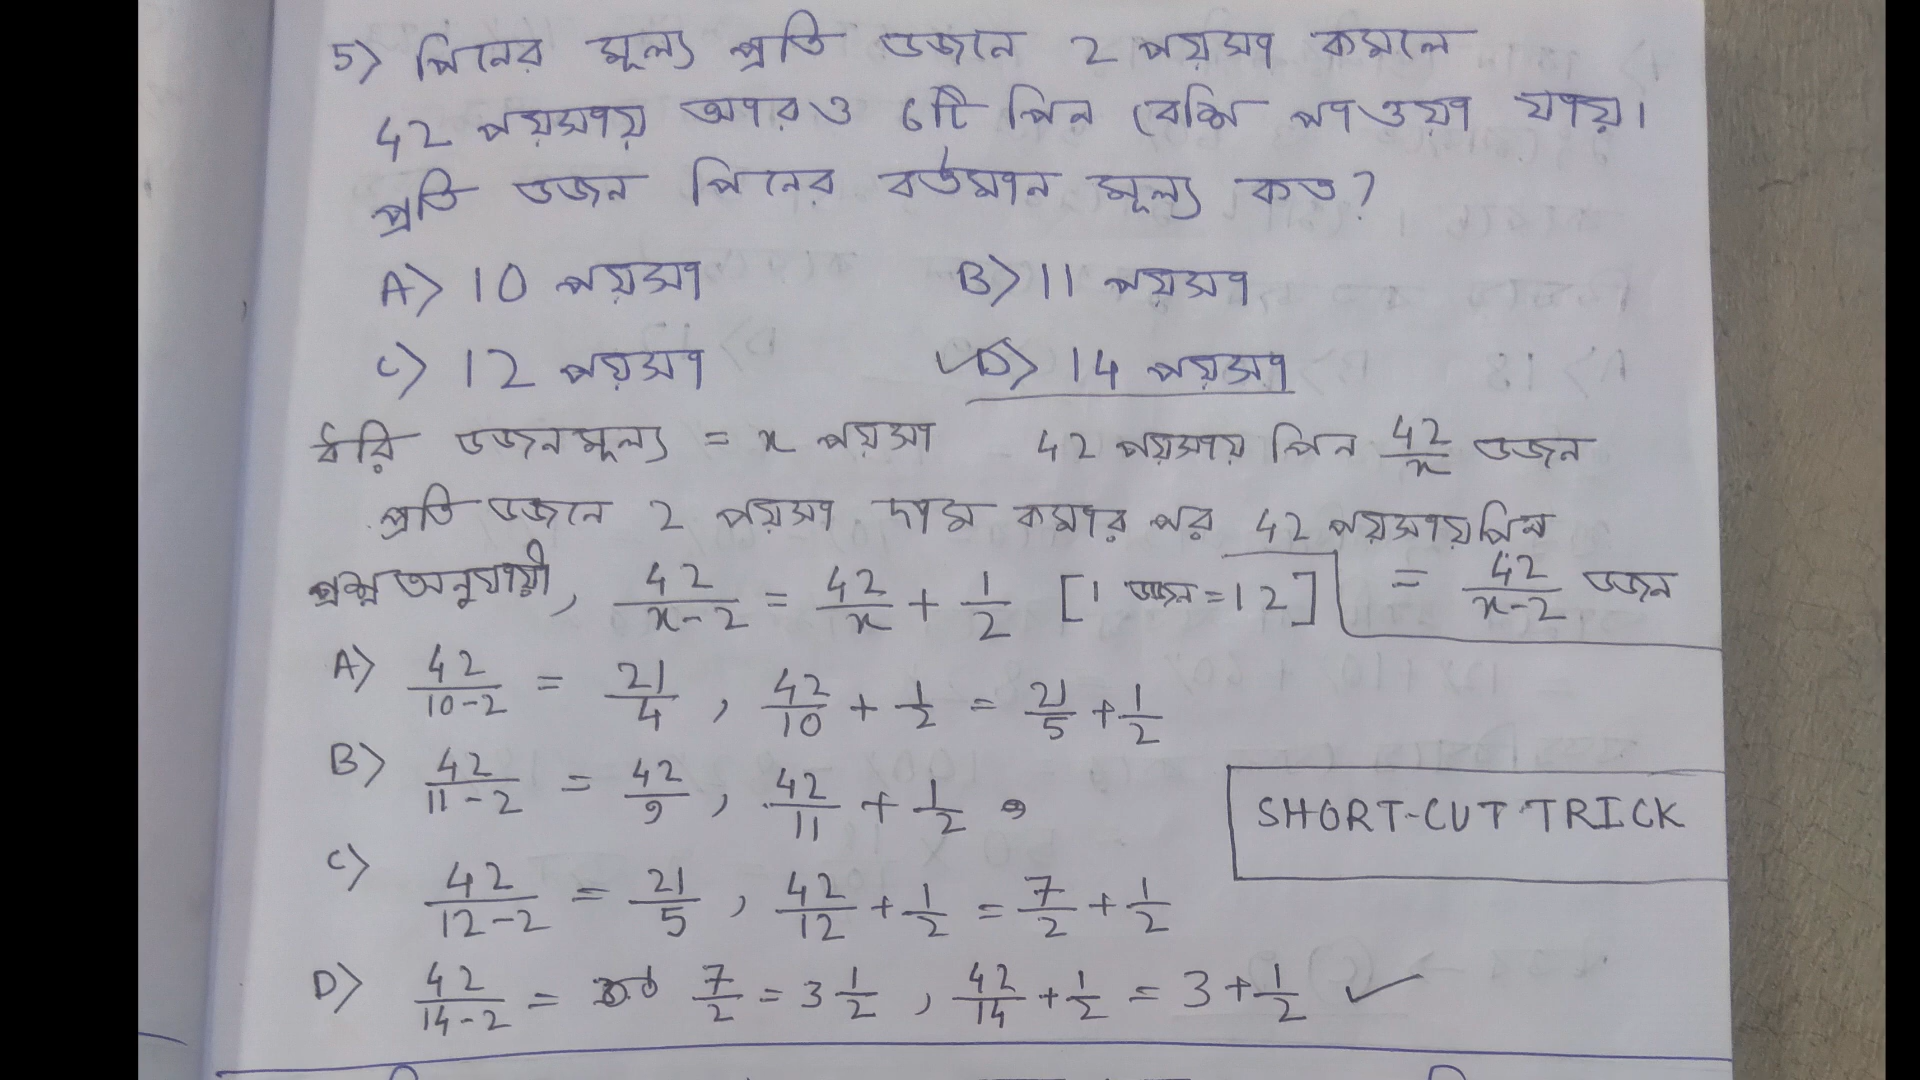 5) পিনের মূল্য প্রতি ডজনে 2 পয়সা কমলে
42 পয়সায় আরও 6টি পিন বেশি পাওয়া যায়।
প্রতি ডজন পিনের বর্তমান মূল্য কত?
A) 10 পয়সা B) 11 পয়সা
C) 12 পয়সা D) 14 পয়সা
ধরি ডজনমূল্য = x পয়সা 42 পয়সায় পিন 42/x ডজন
প্রতি ডজনে 2 পয়সা দাম কমার পর 42 পয়সায় পিন
প্রশ্ন অনুযায়ী, 42/x-2 = 42/x + 1/2 [1 ডজন = 12] = 42/x-2 ডজন
A) 42/10-2 = 21/4, 42/10 + 1/2 = 21/5 + 1/2
B) 42/11-2 = 42/9, 42/11 + 1/2
SHORT-CUT TRICK
C) 42/12-2 = 21/5, 42/12 + 1/2 = 7/2 + 1/2
D) 42/14-2 = 7/2 = 3 1/2, 42/14 + 1/2 = 3 + 1/2 ✓